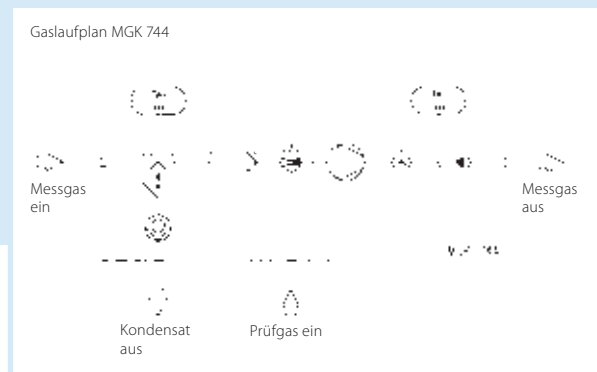 Gaslaufplan MGK 744
Messgas
ein
Messgas
aus
Kondensat
aus
Prüfgas ein